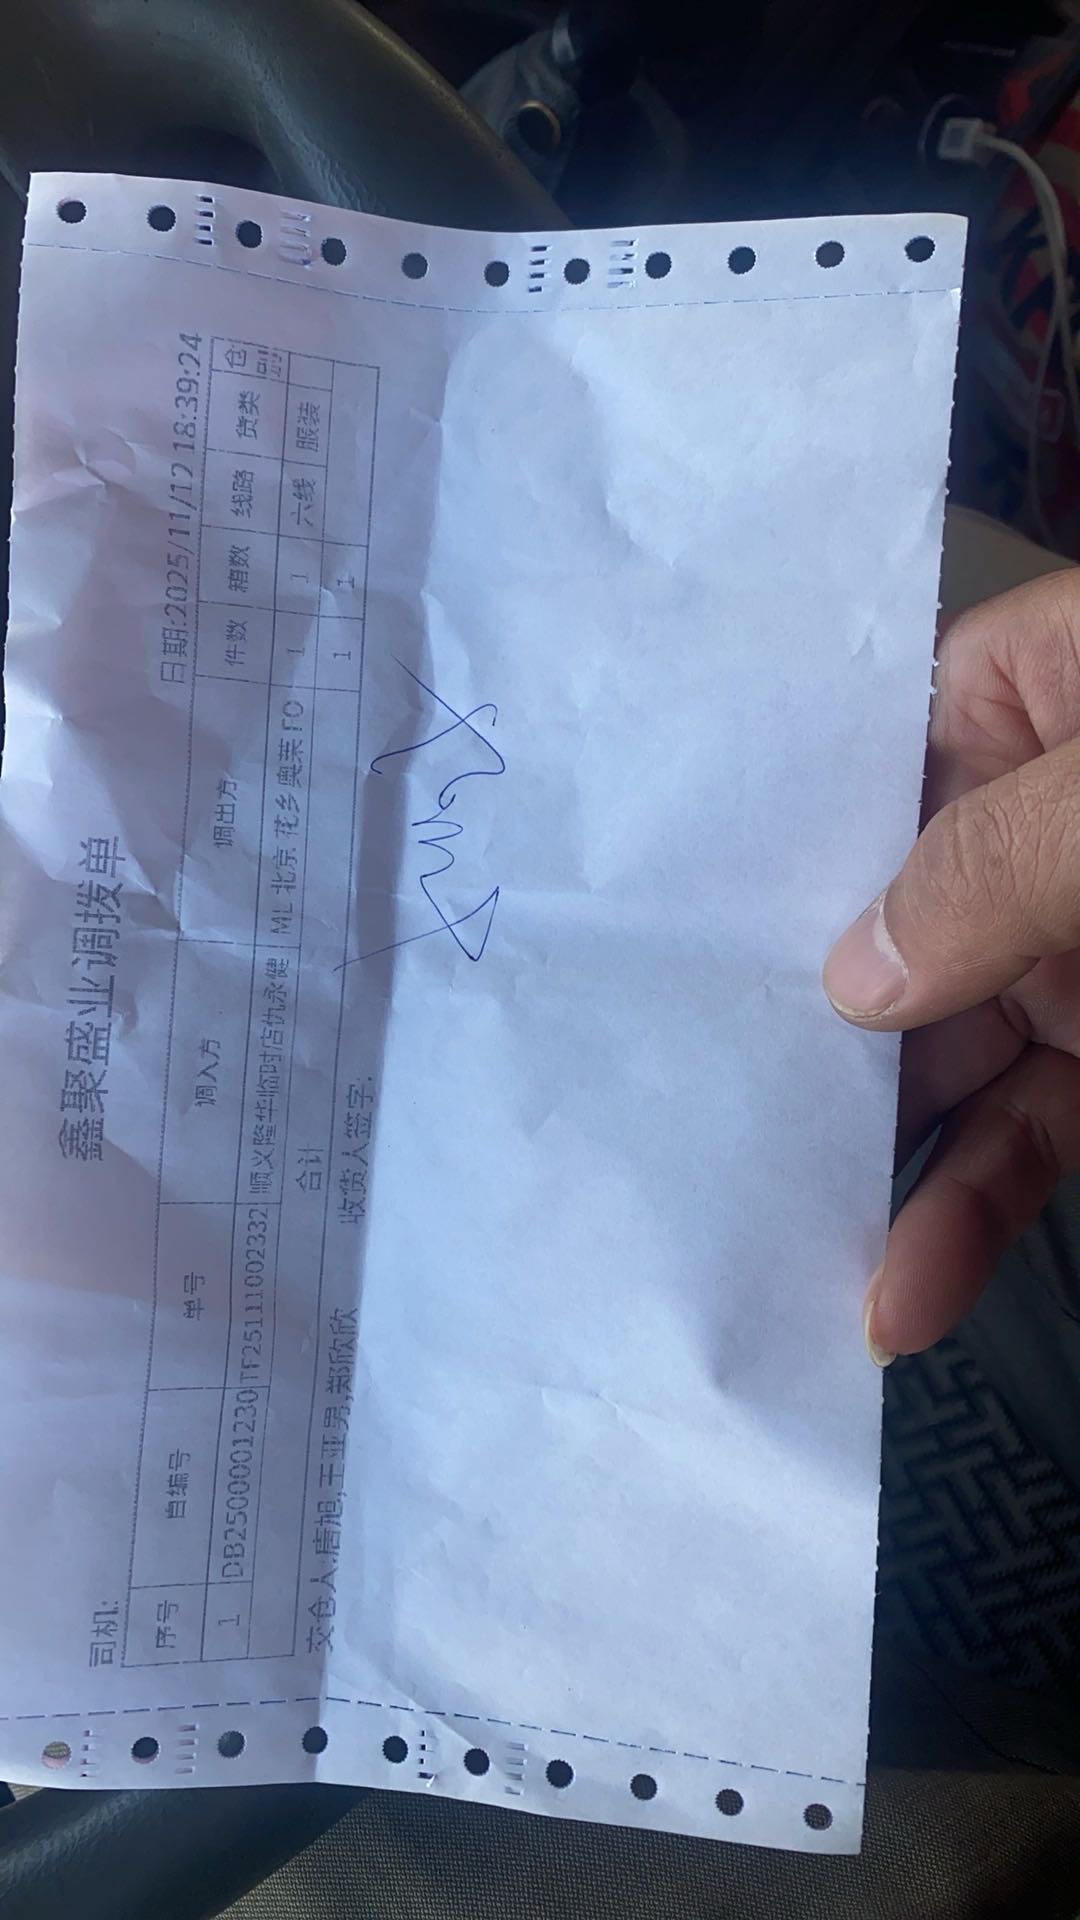 鑫聚盛业调拨单
司机: 日期:2025/11/12 18:39:24
序号 自编号 单号 调入方 调出方 件数 箱数 线路 货类 仓
1 DB2500001230 TF25111002332 顺义隆华临时店仇永健 ML 北京 花乡奥莱 FO 1 1 六线 服装
合计 1 1
交仓人:唐旭,王亚男,郑欣欣 收货人签字: